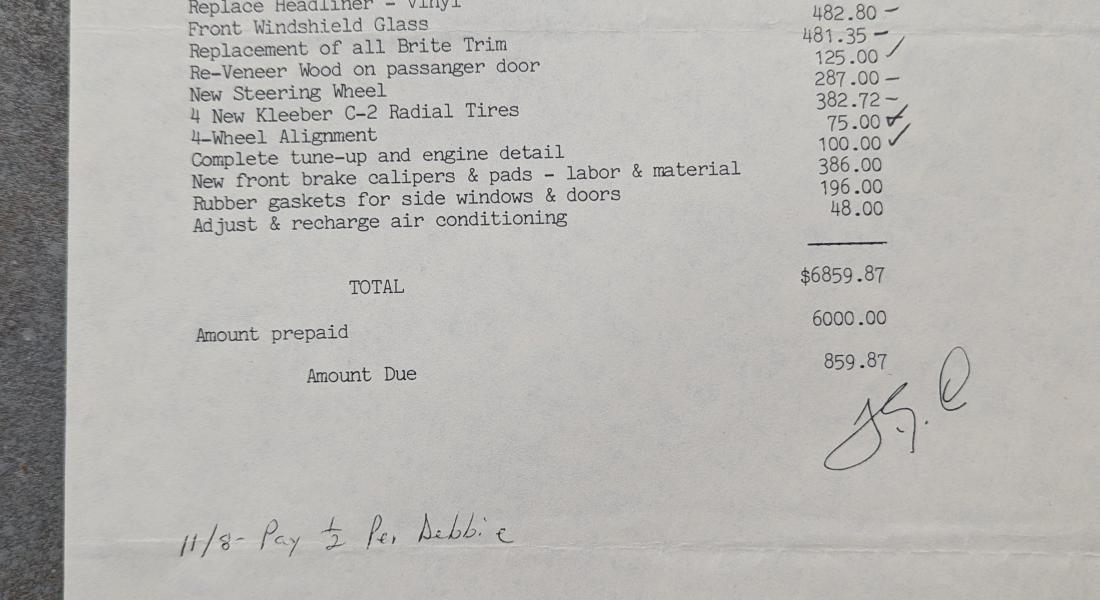 Replace Headliner - Vinyl
Front Windshield Glass 482.80 -
Replacement of all Brite Trim 481.35 -
Re-Veneer Wood on passanger door 125.00 ✓
New Steering Wheel 287.00 -
4 New Kleeber C-2 Radial Tires 382.72 -
4-Wheel Alignment 75.00 ✓
Complete tune-up and engine detail 100.00 ✓
New front brake calipers & pads - labor & material 386.00
Rubber gaskets for side windows & doors 196.00
Adjust & recharge air conditioning 48.00
TOTAL $6859.87
Amount prepaid 6000.00
Amount Due 859.87
11/8- Pay ½ Per Debbie